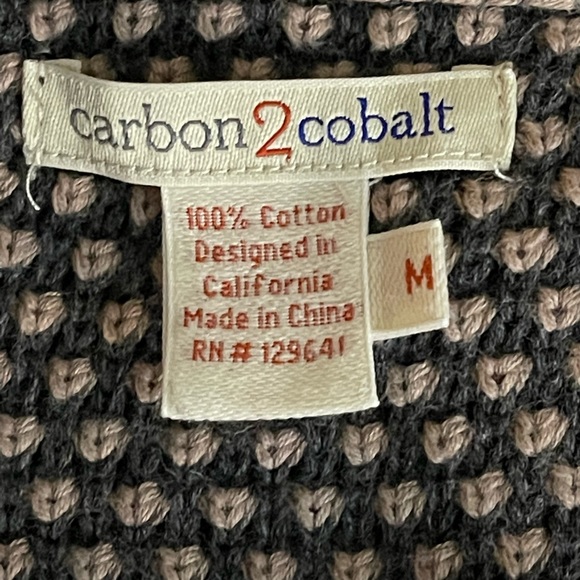 carbon2cobalt
100% Cotton
Designed in
California
Made in China
RN # 129641
M